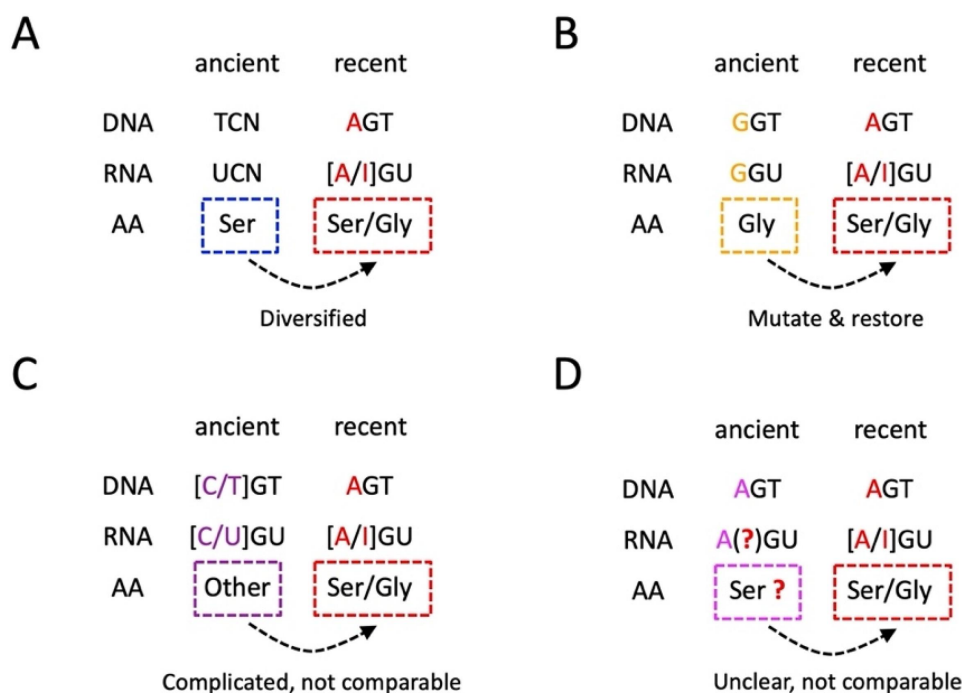 A
ancient recent
DNA TCN AGT
RNA UCN [A/I]GU
AA Ser Ser/Gly
Diversified
B
ancient recent
DNA GGT AGT
RNA GGU [A/I]GU
AA Gly Ser/Gly
Mutate & restore
C
ancient recent
DNA [C/T]GT AGT
RNA [C/U]GU [A/I]GU
AA Other Ser/Gly
Complicated, not comparable
D
ancient recent
DNA AGT AGT
RNA A(?)GU [A/I]GU
AA Ser ? Ser/Gly
Unclear, not comparable